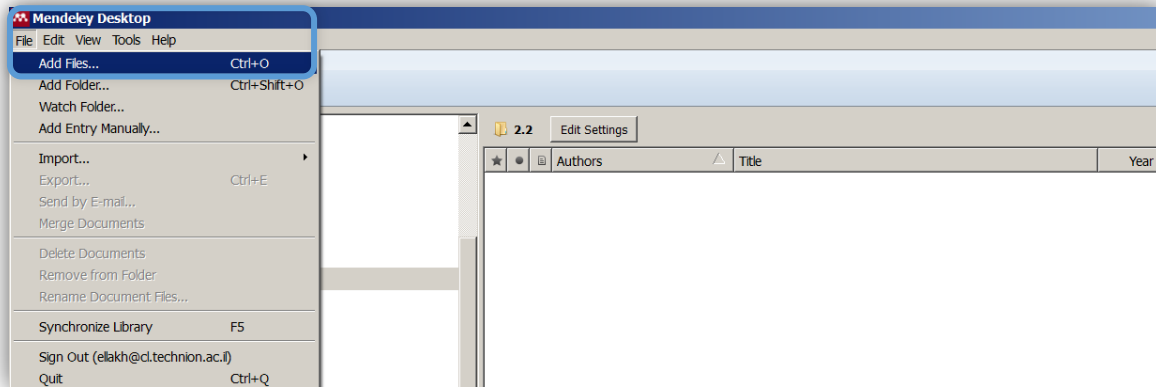 Mendeley Desktop
File Edit View Tools Help
Add Files... Ctrl+O
Add Folder... Ctrl+Shift+O
Watch Folder...
Add Entry Manually...
Import...
Export... Ctrl+E
Send by E-mail...
Merge Documents
Delete Documents
Remove from Folder
Rename Document Files...
Synchronize Library F5
Sign Out (ellakh@cl.technion.ac.il)
Quit Ctrl+Q
2.2 Edit Settings
Authors Title Year